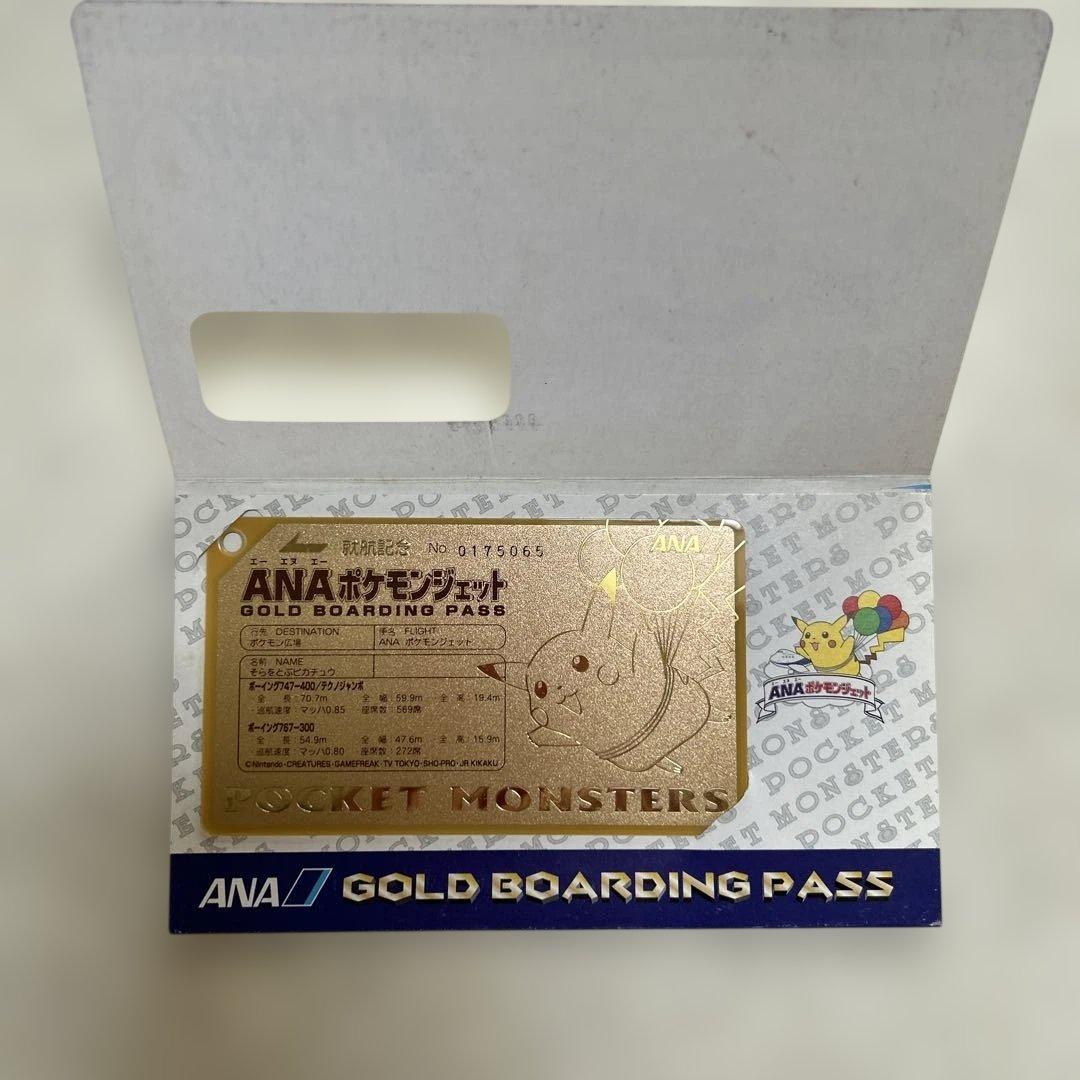 就航記念 No. 0175065
ANA
エー エヌ エー
ANAポケモンジェット
GOLD BOARDING PASS
行先 DESTINATION
ポケモン広場
便名 FLIGHT
ANA ポケモンジェット
名前 NAME
そらをとぶピカチュウ
ボーイング747-400/テクノジャンボ
・全 長:70.7m ・全 幅:59.9m ・全 高:19.4m
・巡航速度:マッハ0.85 ・座席数:569席
ボーイング767-300
・全 長:54.9m ・全 幅:47.6m ・全 高:15.9m
・巡航速度:マッハ0.80 ・座席数:272席
©Nintendo・CREATURES・GAMEFREAK・TV TOKYO・SHO-PRO・JR KIKAKU
POCKET MONSTERS
エー エヌ エー
ANAポケモンジェット
POCKET MONSTERS
ANA GOLD BOARDING PASS